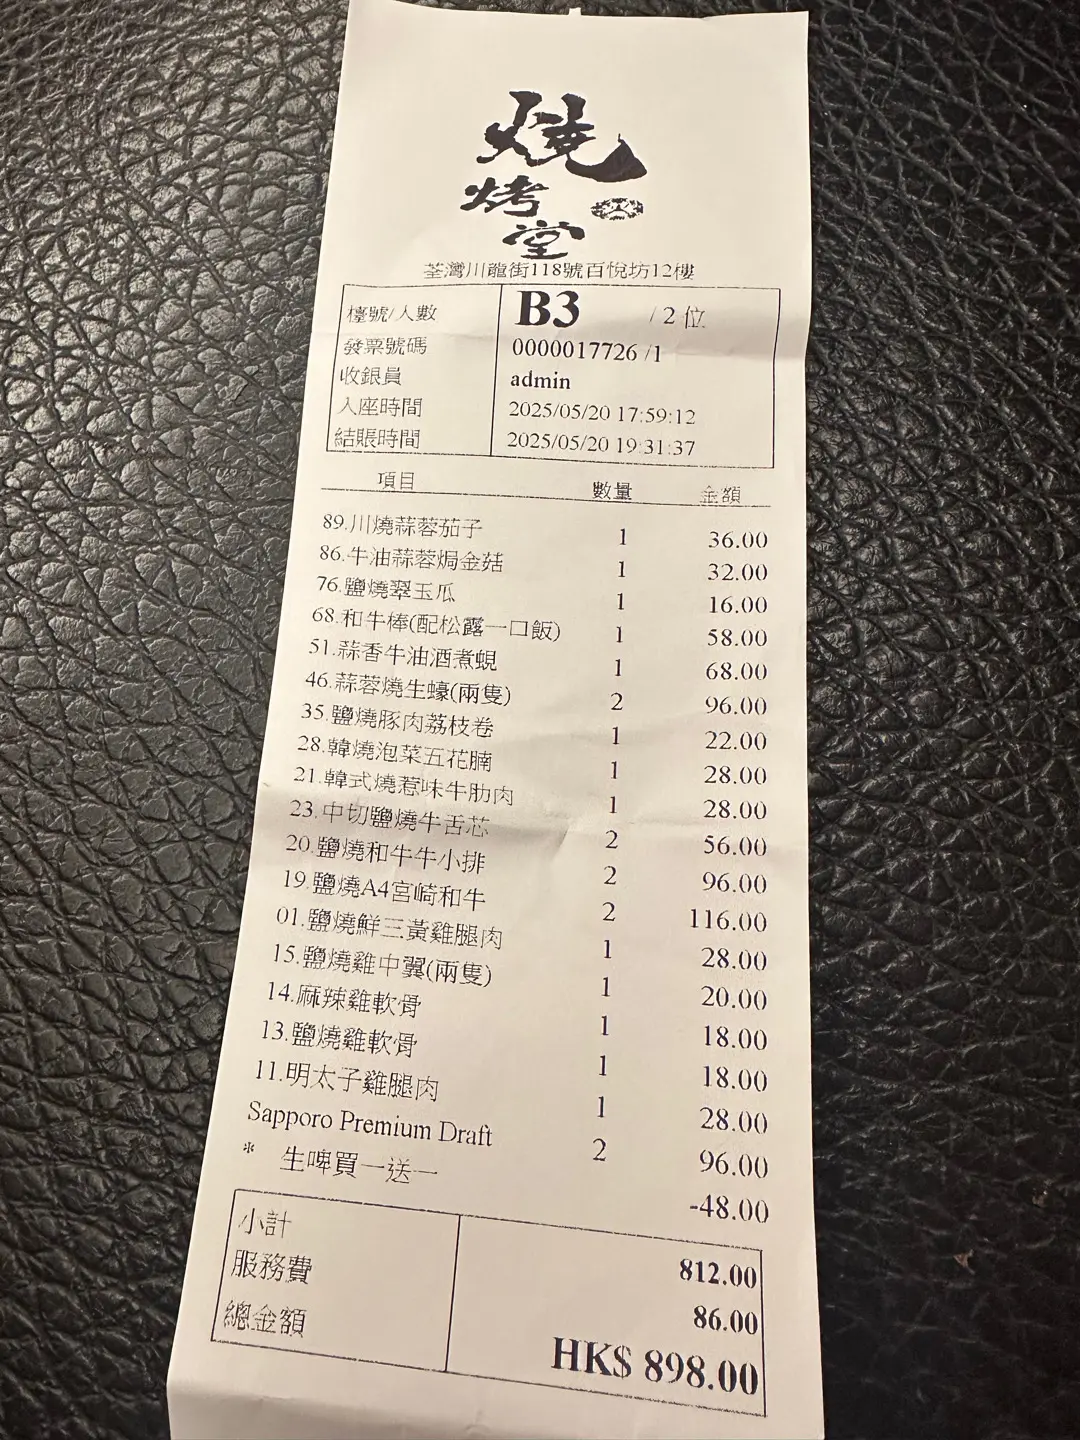 燒
烤
堂
荃灣川龍街118號百悅坊12樓
檯號/人數 B3 /2 位
發票號碼 0000017726 /1
收銀員 admin
入座時間 2025/05/20 17:59:12
結賬時間 2025/05/20 19:31:37
項目 數量 金額
89.川燒蒜蓉茄子 1 36.00
86.牛油蒜蓉焗金菇 1 32.00
76.鹽燒翠玉瓜 1 16.00
68.和牛棒(配松露一口飯) 1 58.00
51.蒜香牛油酒煮蜆 1 68.00
46.蒜蓉燒生蠔(兩隻) 2 96.00
35.鹽燒豚肉荔枝卷 1 22.00
28.韓燒泡菜五花腩 1 28.00
21.韓式燒惹味牛肋肉 1 28.00
23.中切鹽燒牛舌芯 2 56.00
20.鹽燒和牛牛小排 2 96.00
19.鹽燒A4宮崎和牛 2 116.00
01.鹽燒鮮三黃雞腿肉 1 28.00
15.鹽燒雞中翼(兩隻) 1 20.00
14.麻辣雞軟骨 1 18.00
13.鹽燒雞軟骨 1 18.00
11.明太子雞腿肉 1 28.00
Sapporo Premium Draft 2 96.00
* 生啤買一送一 -48.00
小計 812.00
服務費 86.00
總金額 HK$ 898.00